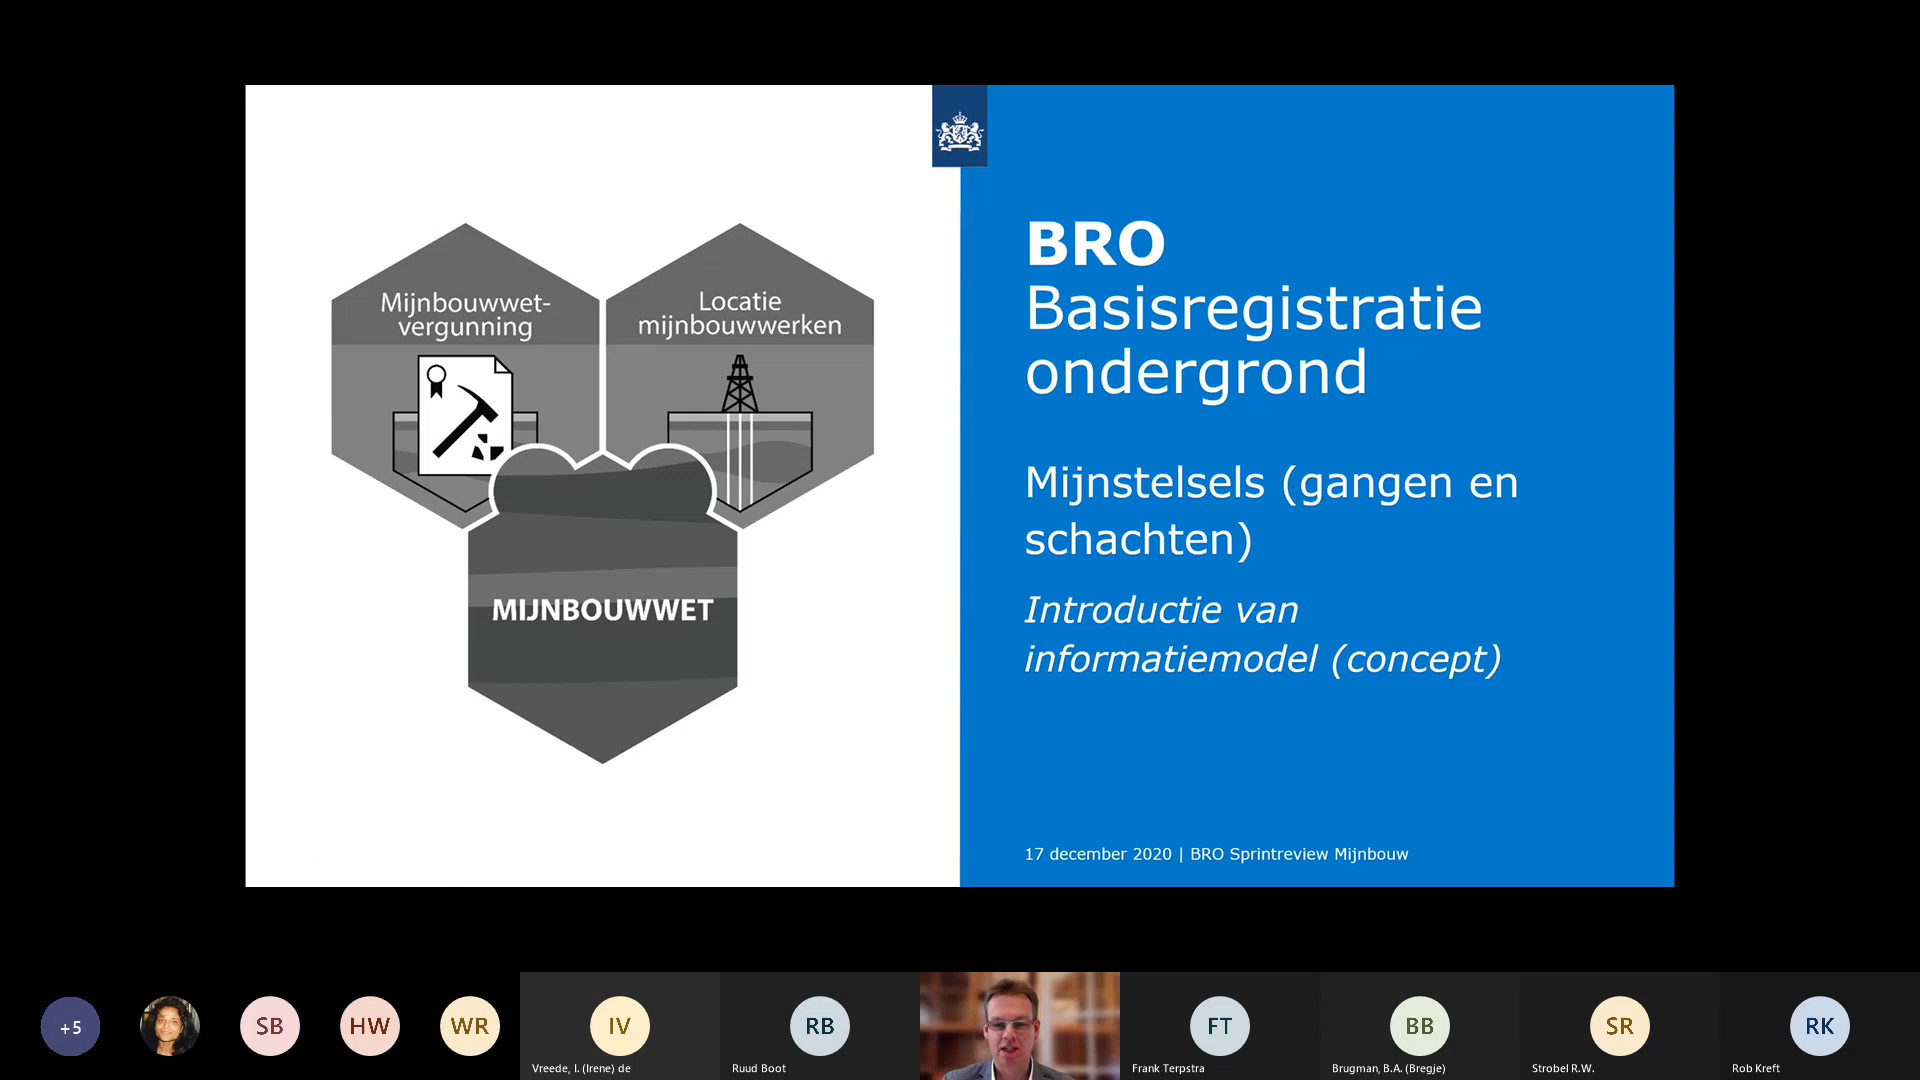 Mijnbouwwet-
vergunning
Locatie
mijnbouwwerken
MIJNBOUWWET
BRO
Basisregistratie
ondergrond
Mijnstelsels (gangen en
schachten)
Introductie van
informatiemodel (concept)
17 december 2020 | BRO Sprintreview Mijnbouw
+5
SB
HW
WR
IV
Vreede, I. (Irene) de
RB
Ruud Boot
FT
Frank Terpstra
BB
Brugman, B.A. (Bregje)
SR
Strobel R.W.
RK
Rob Kreft